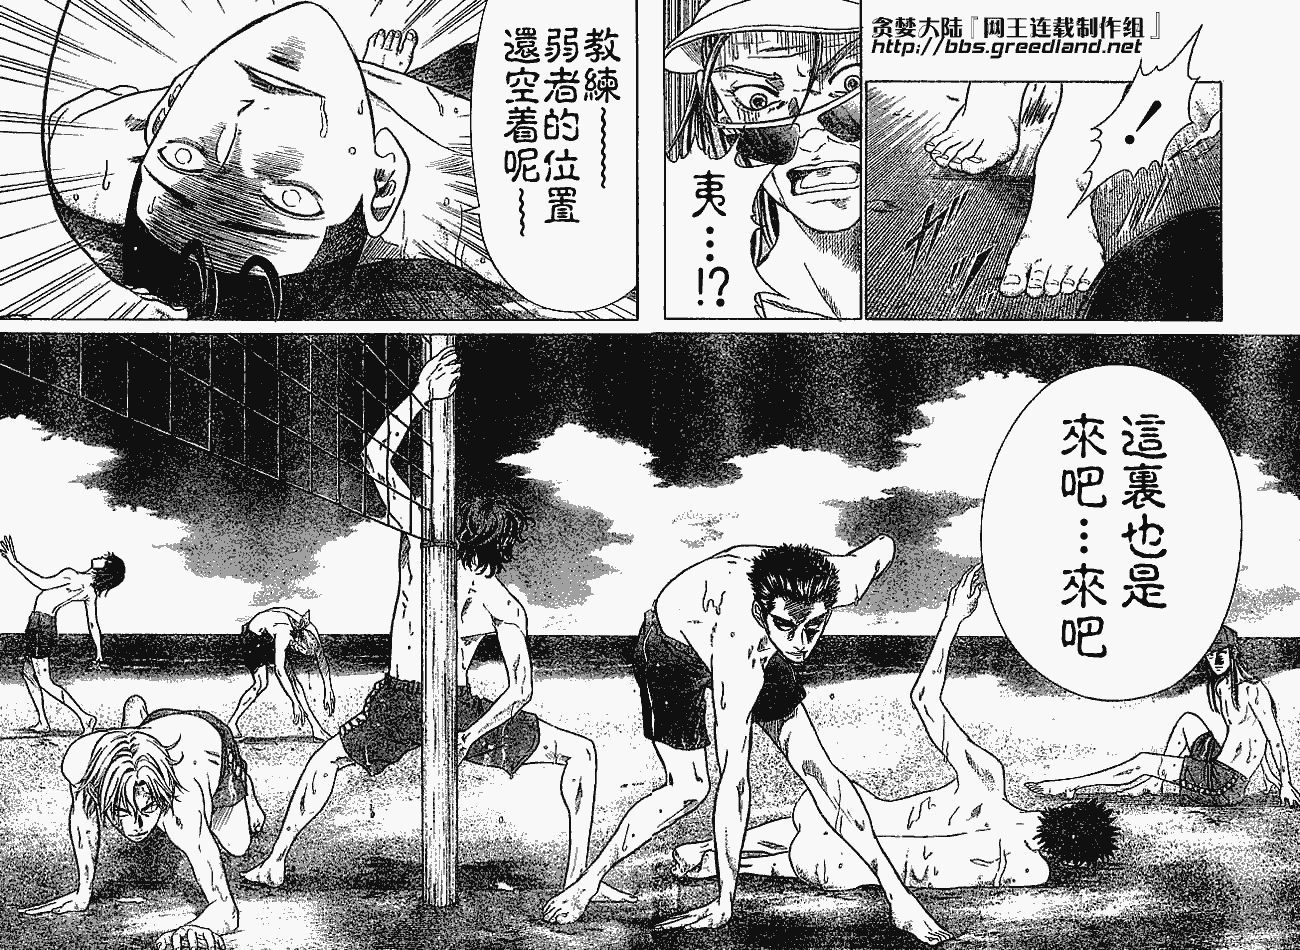 贪婪大陆『网王连载制作组』
http://bbs.greedland.net
！
夷…!?
教練～
弱者的位置
還空着呢～
這裏也是
來吧…來吧